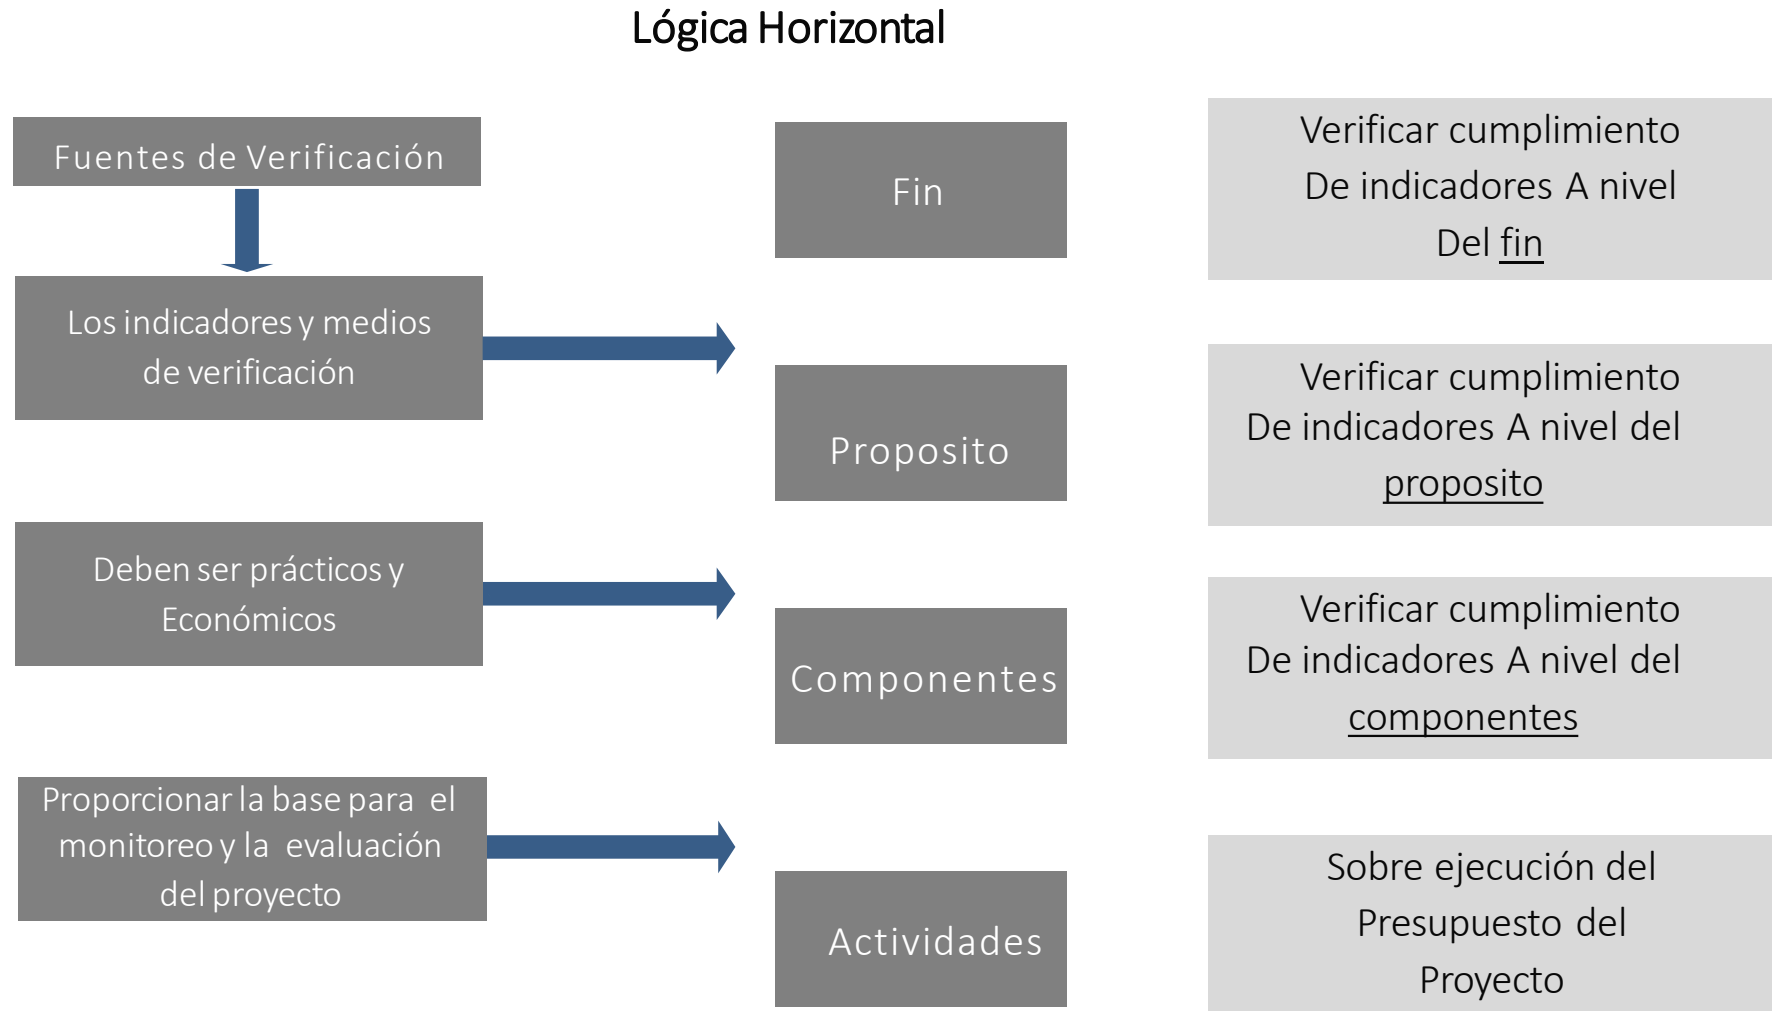 Lógica Horizontal
Fuentes de Verificación
Los indicadores y medios
de verificación
Deben ser prácticos y
Económicos
Proporcionar la base para el
monitoreo y la evaluación
del proyecto
Fin
Proposito
Componentes
Actividades
Verificar cumplimiento
De indicadores A nivel
Del fin
Verificar cumplimiento
De indicadores A nivel del
proposito
Verificar cumplimiento
De indicadores A nivel del
componentes
Sobre ejecución del
Presupuesto del
Proyecto